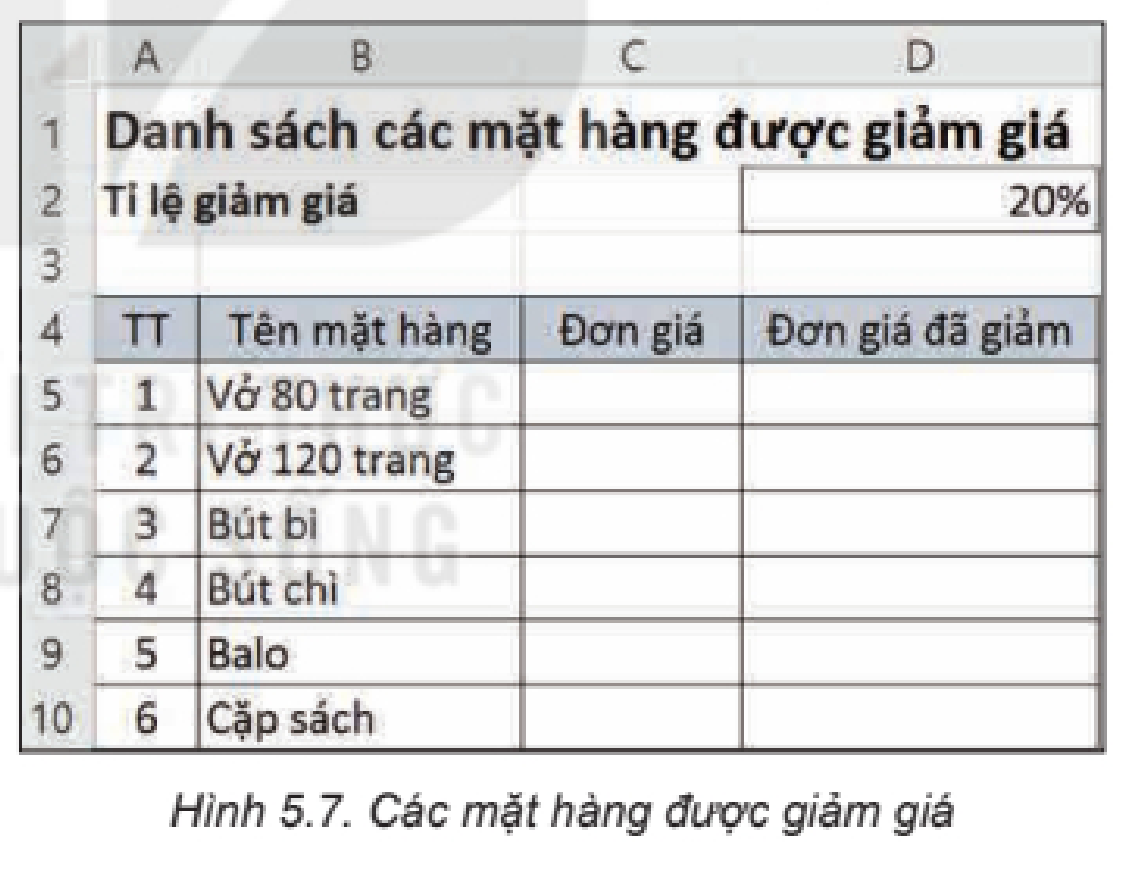 A B C D
1 Danh sách các mặt hàng được giảm giá
2 Tỉ lệ giảm giá 20%
3
4 TT Tên mặt hàng Đơn giá Đơn giá đã giảm
5 1 Vở 80 trang
6 2 Vở 120 trang
7 3 Bút bi
8 4 Bút chì
9 5 Balo
10 6 Cặp sách
Hình 5.7. Các mặt hàng được giảm giá